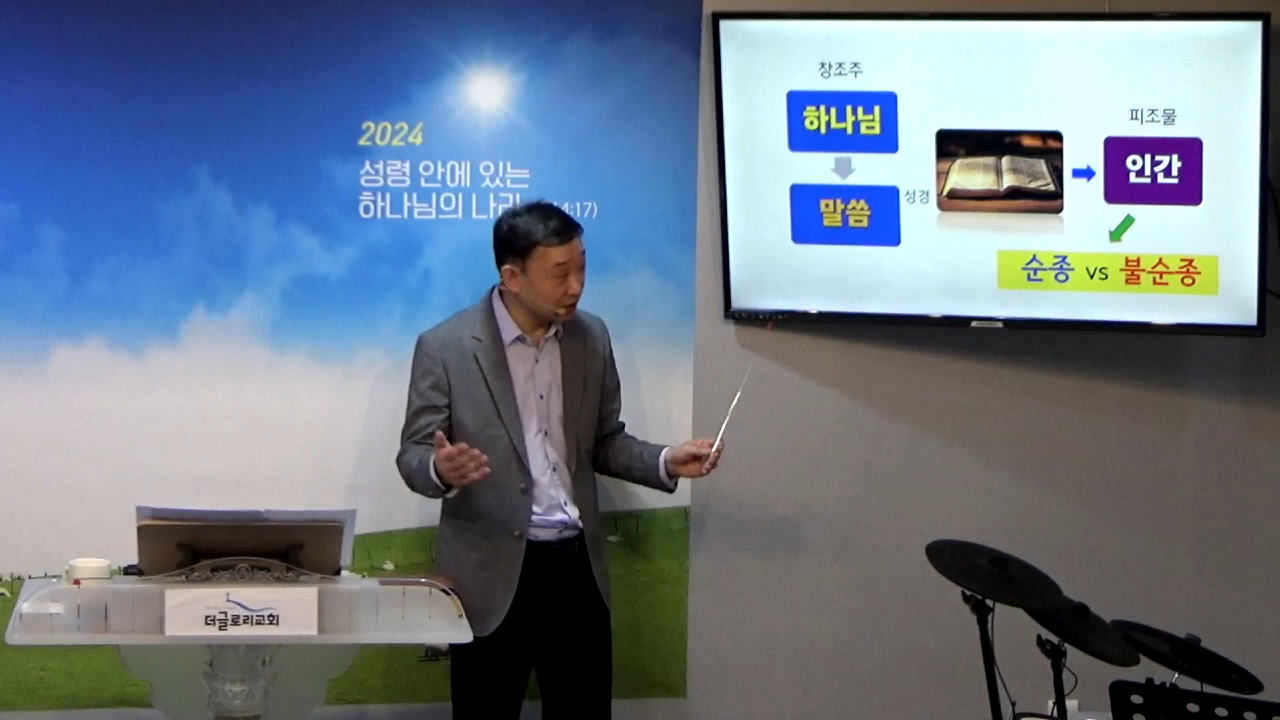 2024
성령 안에 있는
하나님의 나라
4:17)
창조주
하나님
말씀
성경
피조물
인간
순종 vs 불순종
더글로리교회